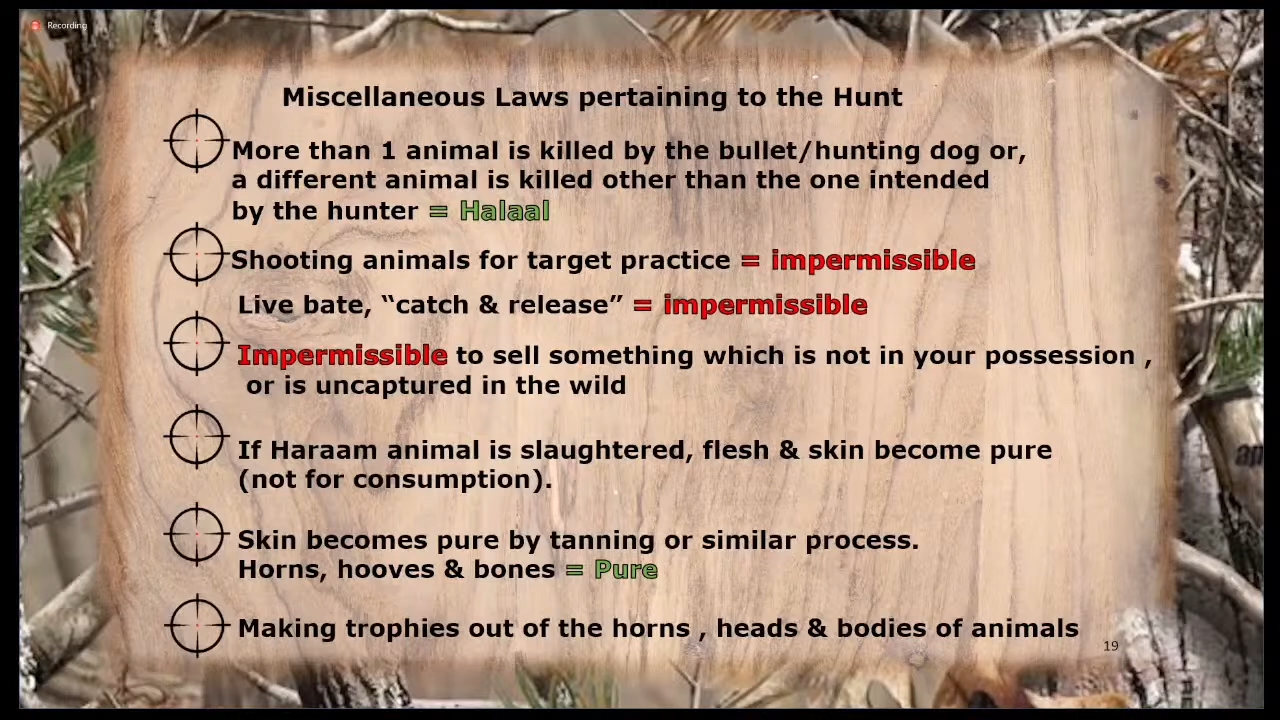 Recording
Miscellaneous Laws pertaining to the Hunt
More than 1 animal is killed by the bullet/hunting dog or,
a different animal is killed other than the one intended
by the hunter = Halaal
Shooting animals for target practice = impermissible
Live bate, “catch & release” = impermissible
Impermissible to sell something which is not in your possession ,
or is uncaptured in the wild
If Haraam animal is slaughtered, flesh & skin become pure
(not for consumption).
Skin becomes pure by tanning or similar process.
Horns, hooves & bones = Pure
Making trophies out of the horns , heads & bodies of animals
19